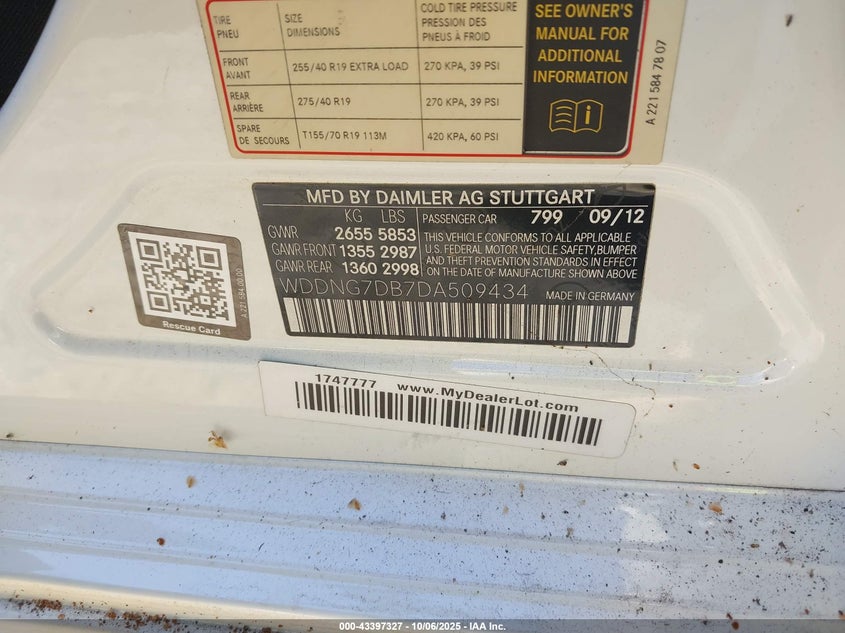 TIRE PNEU SIZE DIMENSIONS COLD TIRE PRESSURE PRESSION DES PNEUS À FROID
FRONT AVANT 255/40 R19 EXTRA LOAD 270 KPA, 39 PSI
REAR ARRIÈRE 275/40 R19 270 KPA, 39 PSI
SPARE DE SECOURS T155/70 R19 113M 420 KPA, 60 PSI
SEE OWNER'S
MANUAL FOR
ADDITIONAL
INFORMATION
A 221 584 78 07
MFD BY DAIMLER AG STUTTGART
KG LBS
GVWR 2655 5853
GAWR FRONT 1355 2987
GAWR REAR 1360 2998
PASSENGER CAR 799 09/12
THIS VEHICLE CONFORMS TO ALL APPLICABLE
U.S. FEDERAL MOTOR VEHICLE SAFETY,BUMPER
AND THEFT PREVENTION STANDARDS IN EFFECT
ON THE DATE OF MANUFACTURE SHOWN ABOVE
WDDNG7DB7DA509434 MADE IN GERMANY
Rescue Card
A 221 584 00 00
1747777 www.MyDealerLot.com
000-43397327 - 10/06/2025 - IAA Inc.